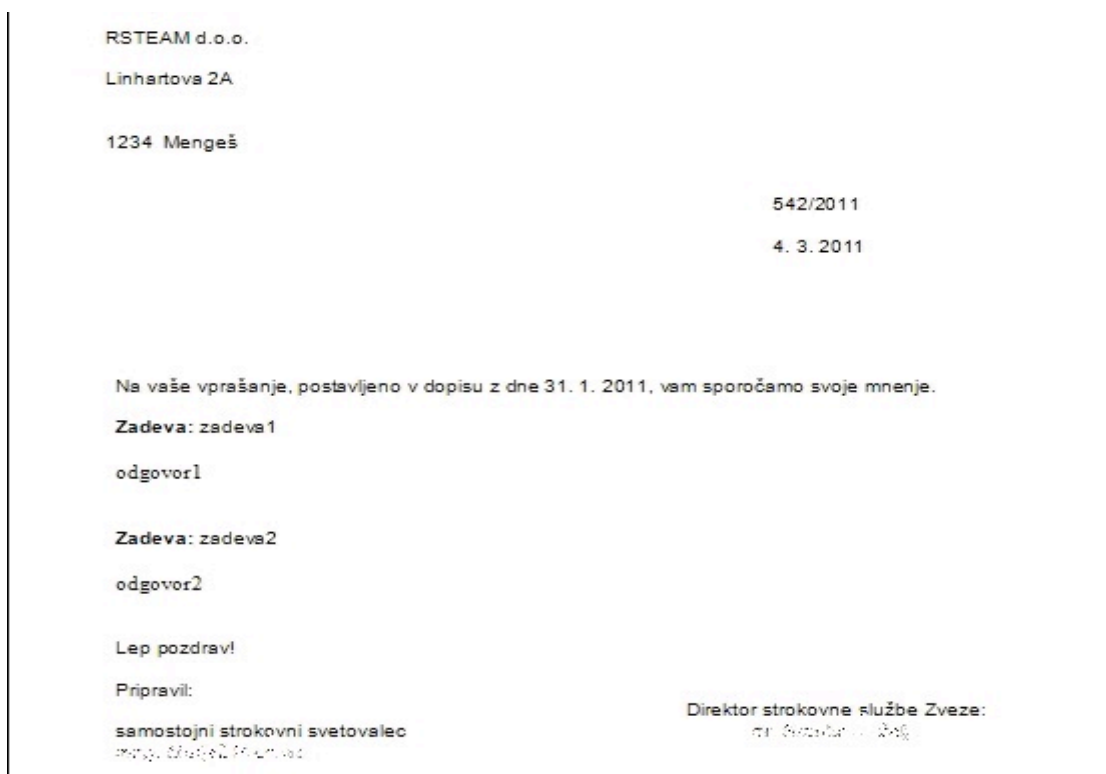 RSTEAM d.o.o.
Linhartova 2A
1234 Mengeš
542/2011
4. 3. 2011
Na vaše vprašanje, postavljeno v dopisu z dne 31. 1. 2011, vam sporočamo svoje mnenje.
Zadeva: zadeva1
odgovor1
Zadeva: zadeva2
odgovor2
Lep pozdrav!
Pripravil:
Direktor strokovne službe Zveze:
samostojni strokovni svetovalec